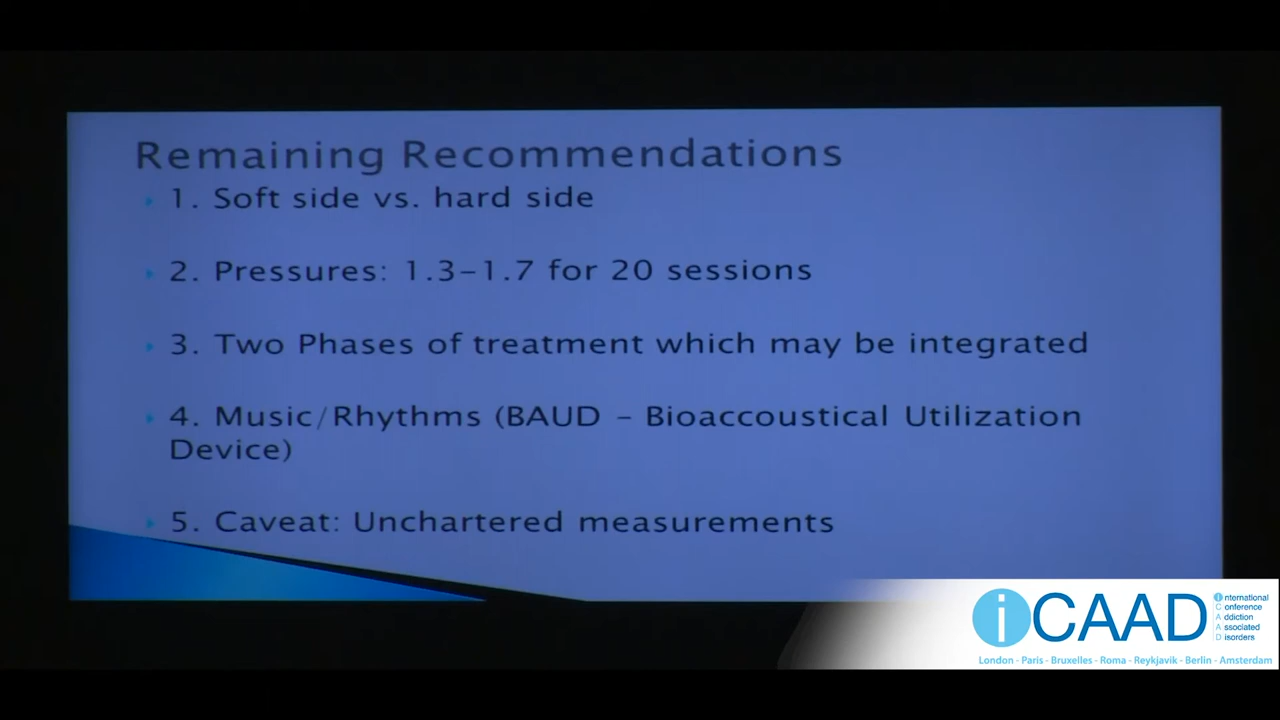 Remaining Recommendations
1. Soft side vs. hard side
2. Pressures: 1.3–1.7 for 20 sessions
3. Two Phases of treatment which may be integrated
4. Music/Rhythms (BAUD – Bioaccoustical Utilization
Device)
5. Caveat: Unchartered measurements
iCAAD
international
Conference
Addiction
Associated
Disorders
London - Paris - Bruxelles - Roma - Reykjavik - Berlin - Amsterdam